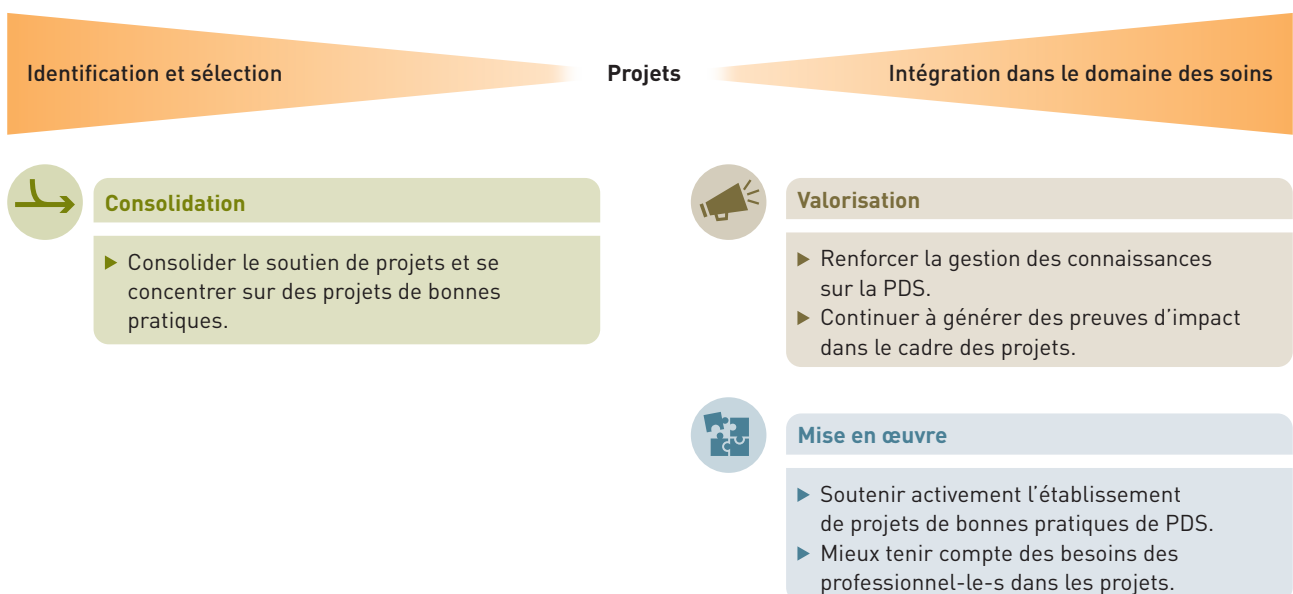 Identification et sélection
Projets
Intégration dans le domaine des soins
Consolidation
▶ Consolider le soutien de projets et se
concentrer sur des projets de bonnes
pratiques.
Valorisation
▶ Renforcer la gestion des connaissances
sur la PDS.
▶ Continuer à générer des preuves d’impact
dans le cadre des projets.
Mise en œuvre
▶ Soutenir activement l’établissement
de projets de bonnes pratiques de PDS.
▶ Mieux tenir compte des besoins des
professionnel-le-s dans les projets.